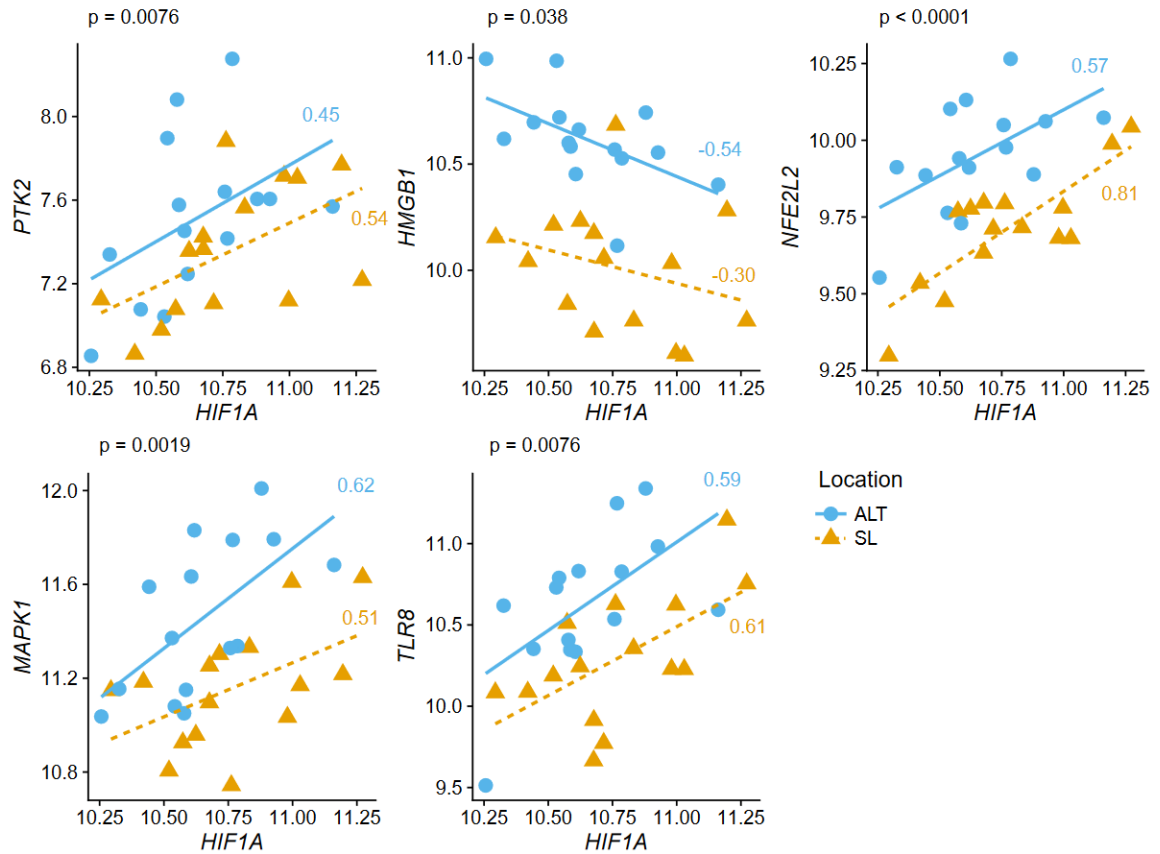 p = 0.0076
PTK2
8.0
7.6
7.2
6.8
0.45
0.54
10.25 10.50 10.75 11.00 11.25
HIF1A
p = 0.038
HMGB1
11.0
10.5
10.0
-0.54
-0.30
10.25 10.50 10.75 11.00 11.25
HIF1A
p < 0.0001
NFE2L2
10.25
10.00
9.75
9.50
9.25
0.57
0.81
10.25 10.50 10.75 11.00 11.25
HIF1A
p = 0.0019
MAPK1
12.0
11.6
11.2
10.8
0.62
0.51
10.25 10.50 10.75 11.00 11.25
HIF1A
p = 0.0076
TLR8
11.0
10.5
10.0
9.5
0.59
0.61
10.25 10.50 10.75 11.00 11.25
HIF1A
Location
ALT
SL